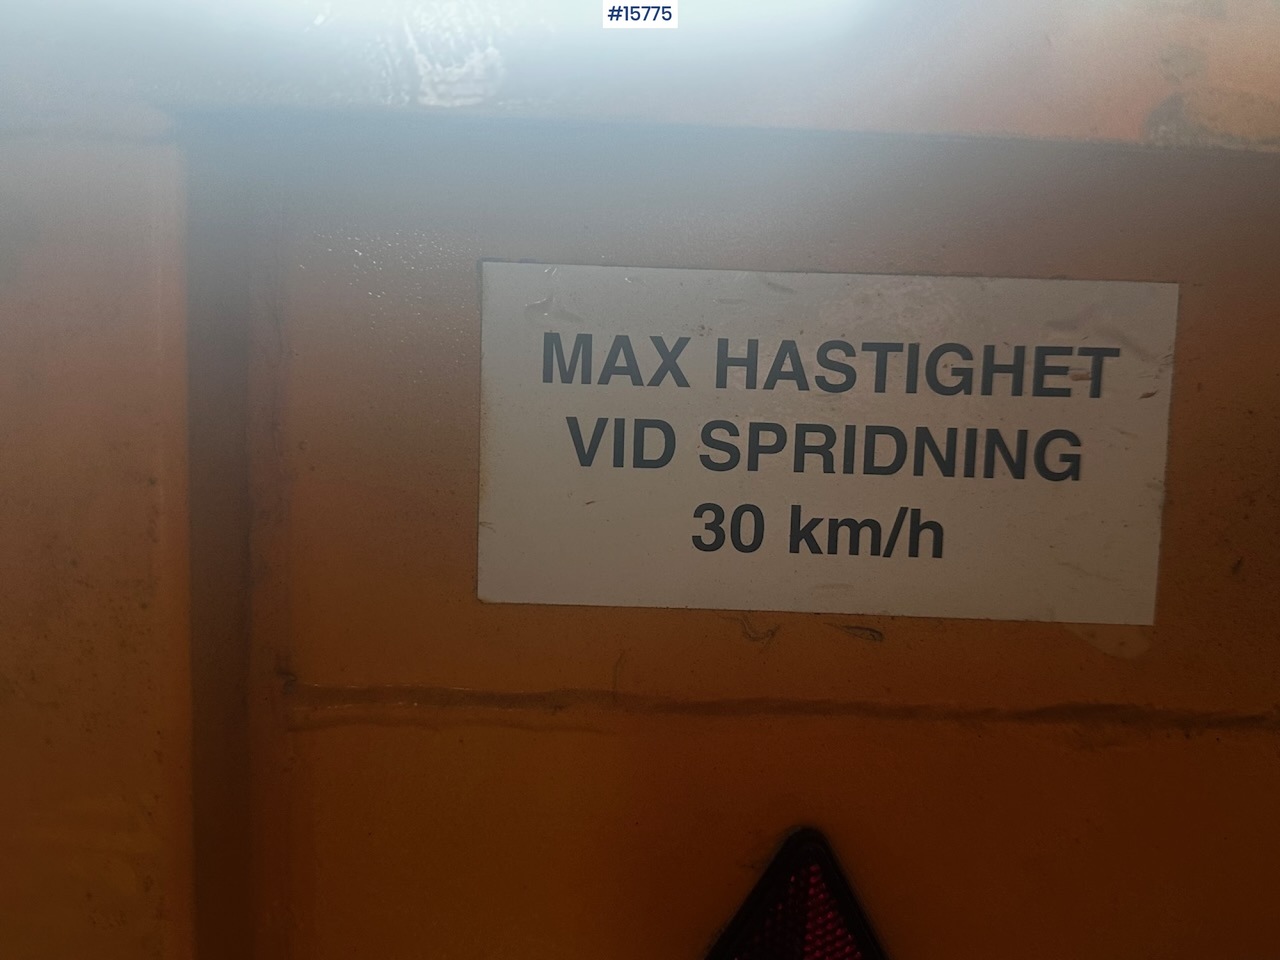 #15775
MAX HASTIGHET
VID SPRIDNING
30 km/h